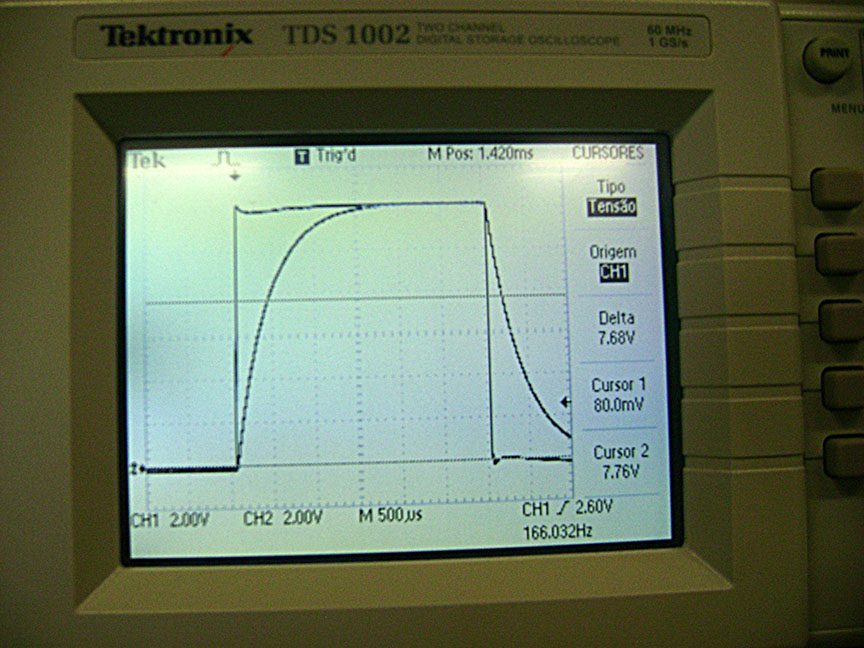 Tektronix TDS 1002 TWO CHANNEL DIGITAL STORAGE OSCILLOSCOPE 60 MHz 1 GS/s
PRINT
MENU
Tek T Trig'd M Pos: 1.420ms CURSORES
Tipo
Tensão
Origem
CH1
Delta
7.68V
Cursor 1
80.0mV
Cursor 2
7.76V
CH1 2.00V CH2 2.00V M 500µs CH1 2.60V
166.032Hz